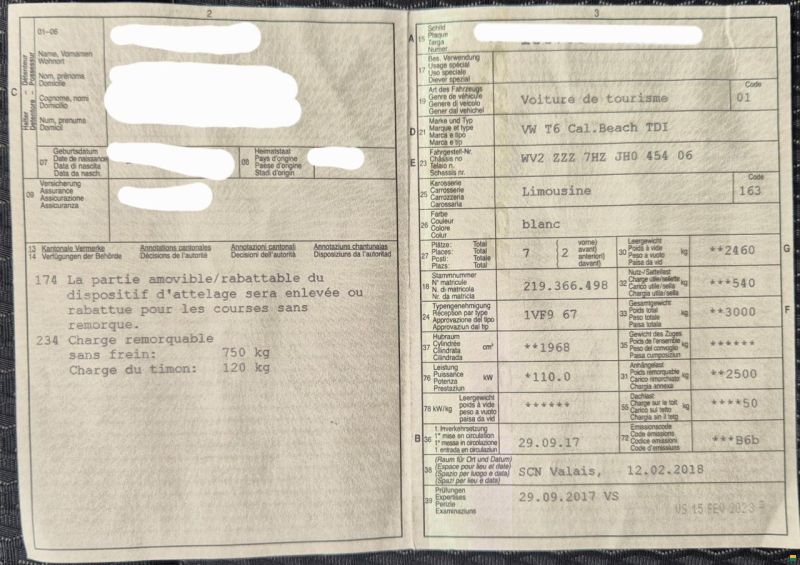 2
01-06
Name, Vornamen
Wohnort
Nom, prénoms
Domicile
Cognome, nomi
Domicilio
Num, prenums
Domicil
C
Halter
Détenteur
Detentore
Possessur
07
Geburtsdatum
Date de naissance
Data di nascita
Data da nasch.
08
Heimatstaat
Pays d'origine
Paese d'origine
Stadi d'origin
09
Versicherung
Assurance
Assicurazione
Assicuranza
13 Kantonale Vermerke Annotations cantonales Annotazioni cantonali Annotaziuns chantunalas
14 Verfügungen der Behörde Décisions de l'autorité Decisioni dell'autorità Disposiziuns da l'autoritad
174 La partie amovible/rabattable du
dispositif d'attelage sera enlevée ou
rabattue pour les courses sans
remorque.
234 Charge remorquable
sans frein: 750 kg
Charge du timon: 120 kg
3
A 15
Schild
Plaque
Targa
Numer
17
Bes. Verwendung
Usage spécial
Uso speciale
Diever spezial
19
Art des Fahrzeugs
Genre de véhicule
Genere di veicolo
Gener dal vehichel
Voiture de tourisme
Code
01
D 21
Marke und Typ
Marque et type
Marca e tipo
Marca e tip
VW T6 Cal.Beach TDI
E 23
Fahrgestell-Nr.
Châssis no
Telaio n.
Schassis nr.
WV2 ZZZ 7HZ JH0 454 06
25
Karosserie
Carrosserie
Carrozzeria
Carossaria
Limousine
Code
163
26
Farbe
Couleur
Colore
Colur
blanc
27
Plätze: Total
Places: Total
Posti: Totale
Plazs: Total
7 ( 2
vorne)
avant)
anteriori)
davant)
30
Leergewicht
Poids à vide
Peso a vuoto
Paisa da vid
kg
**2460
G
18
Stammnummer
N° matricule
N. di matricola
Nr. da matricla
219.366.498
32
Nutz-/Sattellast
Charge utile/sellette
Carico utile/sella
Chargia utila/sella
kg
***540
24
Typengenehmigung
Réception par type
Approvazione del tipo
Approvaziun dal tip
1VF9 67
33
Gesamtgewicht
Poids total
Peso totale
Paisa totala
kg
**3000
F
37
Hubraum
Cylindrée
Cilindrata
Cilindrada
cm³
**1968
35
Gewicht des Zuges
Poids de l'ensemble
Peso del convoglio
Paisa cumposiziun
kg
******
76
Leistung
Puissance
Potenza
Prestaziun
kW
*110.0
31
Anhängelast
Poids remorquable
Carico rimorchiato
Chargia annexa
kg
**2500
78 kW/kg
Leergewicht
poids à vide
peso a vuoto
paisa da vid
******
55
Dachlast
Charge sur le toit
Carico sul tetto
Chargia sin il tetg
kg
****50
B 36
1. Inverkehrsetzung
1re mise en circulation
1a messa in circolazione
1. entrada en circulaziun
29.09.17
72
Emissionscode
Code émissions
Codice emissioni
Code d'emissiuns
***B6b
38
(Raum für Ort und Datum)
(Espace pour lieu et date)
(Spazio per luogo e data)
(Spazi per lieu e data)
SCN Valais, 12.02.2018
39
Prüfungen
Expertises
Perizie
Examinaziuns
29.09.2017 VS
VS 15 FEV 2023